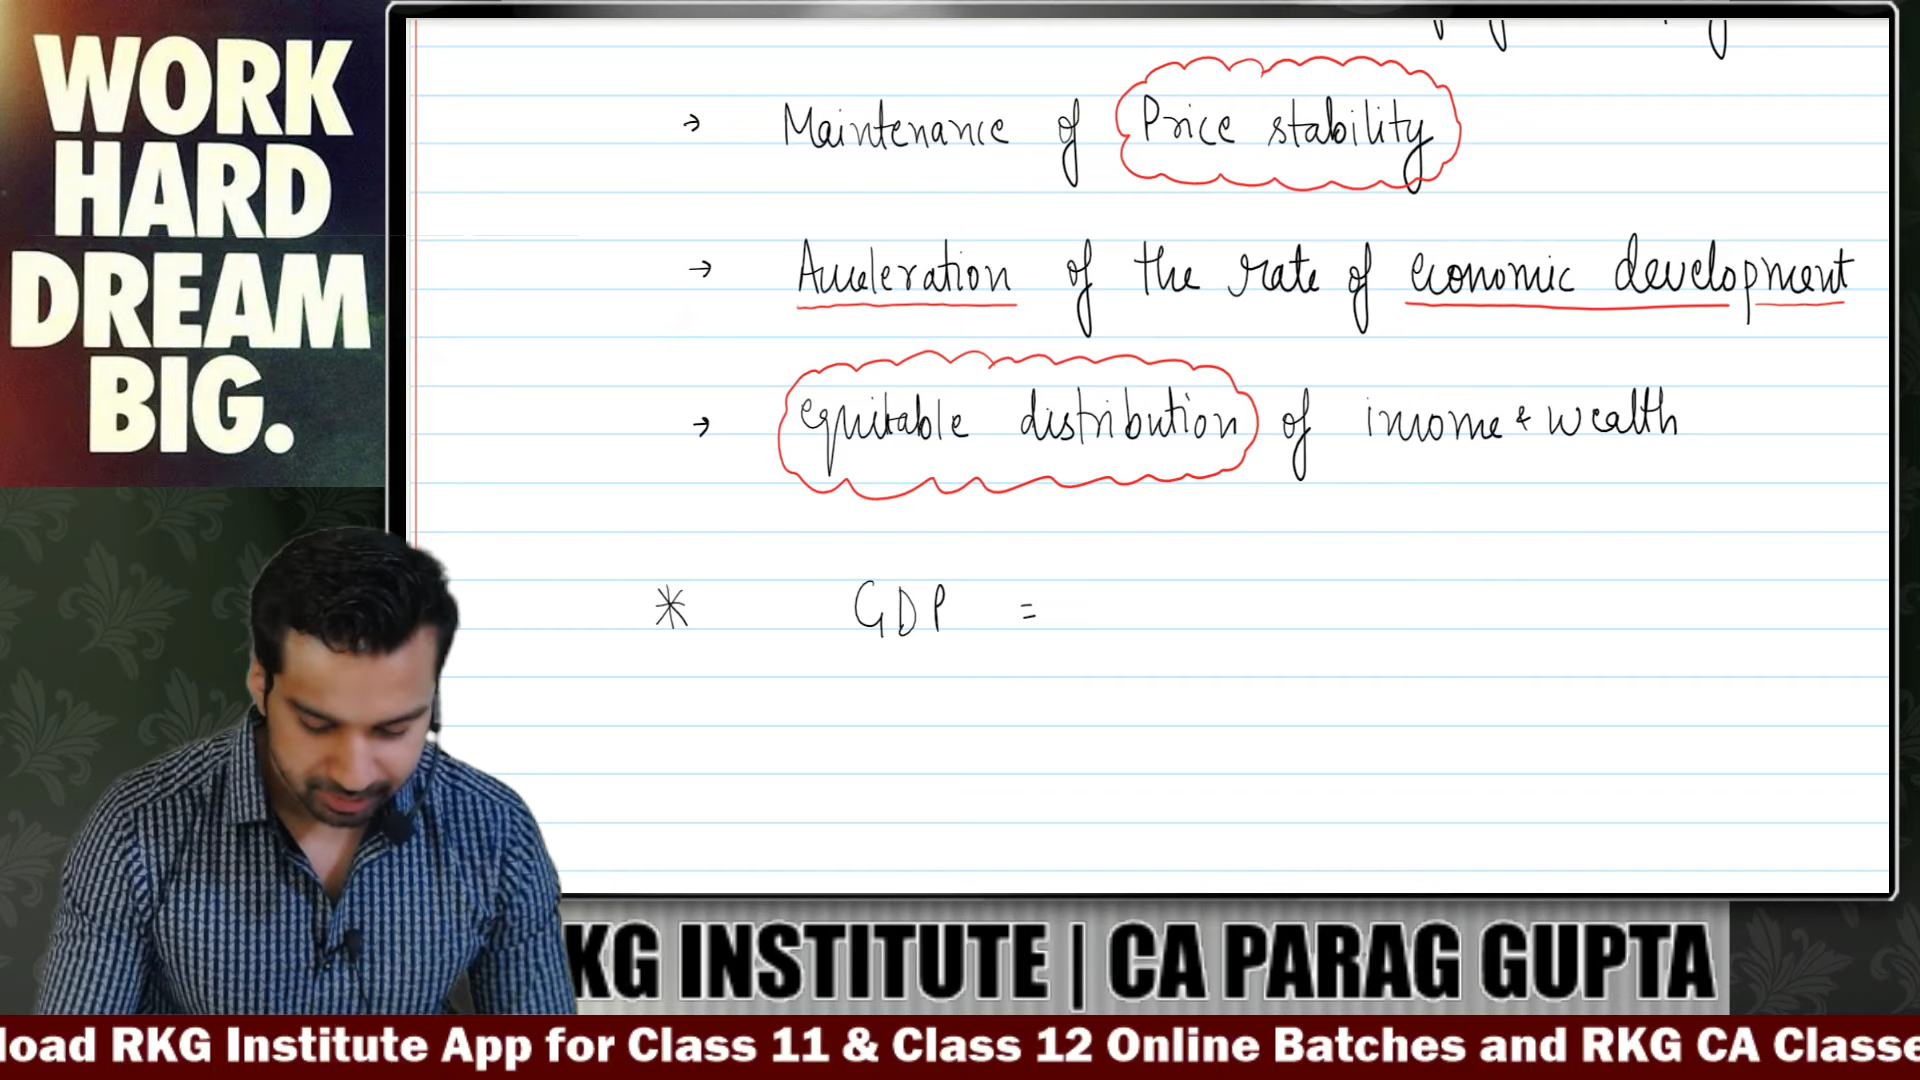 WORK
HARD
DREAM
BIG.
→ Maintenance of Price stability
→ Acceleration of the rate of economic development
→ equitable distribution of income & wealth
* GDP =
KG INSTITUTE | CA PARAG GUPTA
load RKG Institute App for Class 11 & Class 12 Online Batches and RKG CA Classe